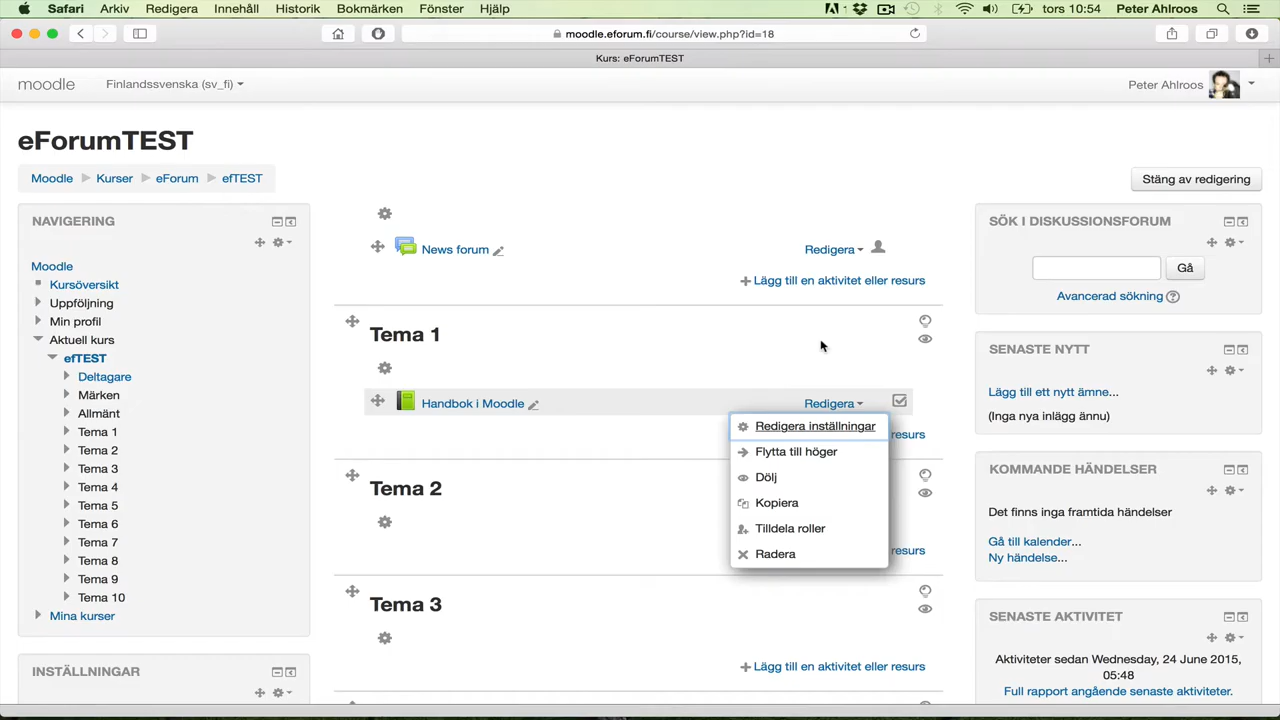 Safari Arkiv Redigera Innehåll Historik Bokmärken Fönster Hjälp tors 10:54 Peter Ahlroos
moodle.eforum.fi/course/view.php?id=18
Kurs: eForumTEST
moodle Finlandssvenska (sv_fi) Peter Ahlroos
eForumTEST
Moodle Kurser eForum efTEST
Stäng av redigering
NAVIGERING
Moodle
Kursöversikt
Uppföljning
Min profil
Aktuell kurs
efTEST
Deltagare
Märken
Allmänt
Tema 1
Tema 2
Tema 3
Tema 4
Tema 5
Tema 6
Tema 7
Tema 8
Tema 9
Tema 10
Mina kurser
INSTÄLLNINGAR
News forum Redigera
Lägg till en aktivitet eller resurs
Tema 1
Handbok i Moodle Redigera
resurs
Redigera inställningar
Flytta till höger
Dölj
Kopiera
Tilldela roller
Radera
Tema 2
resurs
Tema 3
Lägg till en aktivitet eller resurs
SÖK I DISKUSSIONSFORUM
Gå
Avancerad sökning
SENASTE NYTT
Lägg till ett nytt ämne...
(Inga nya inlägg ännu)
KOMMANDE HÄNDELSER
Det finns inga framtida händelser
Gå till kalender...
Ny händelse...
SENASTE AKTIVITET
Aktiviteter sedan Wednesday, 24 June 2015,
05:48
Full rapport angående senaste aktiviteter.